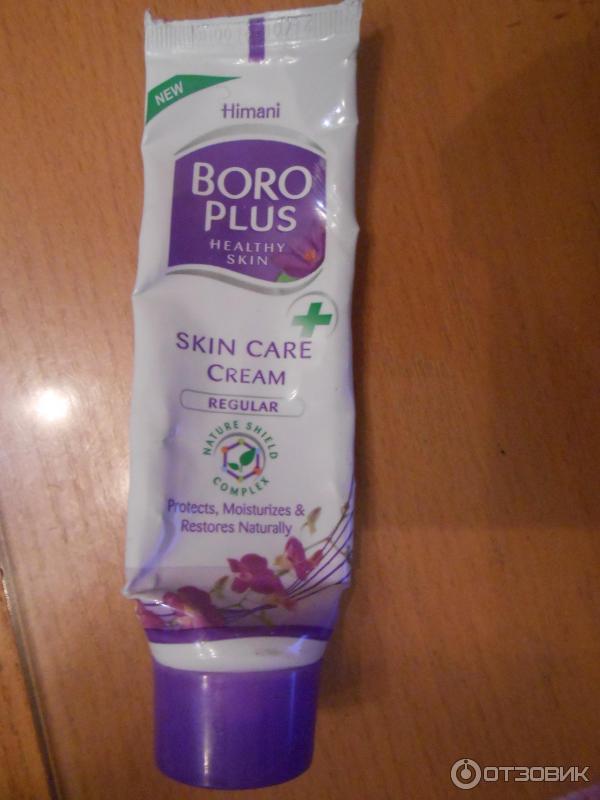 NEW
Himani
BORO
PLUS
HEALTHY
SKIN
SKIN CARE
CREAM
REGULAR
NATURE SHIELD
COMPLEX
Protects, Moisturizes &
Restores Naturally
ОТЗОВИК